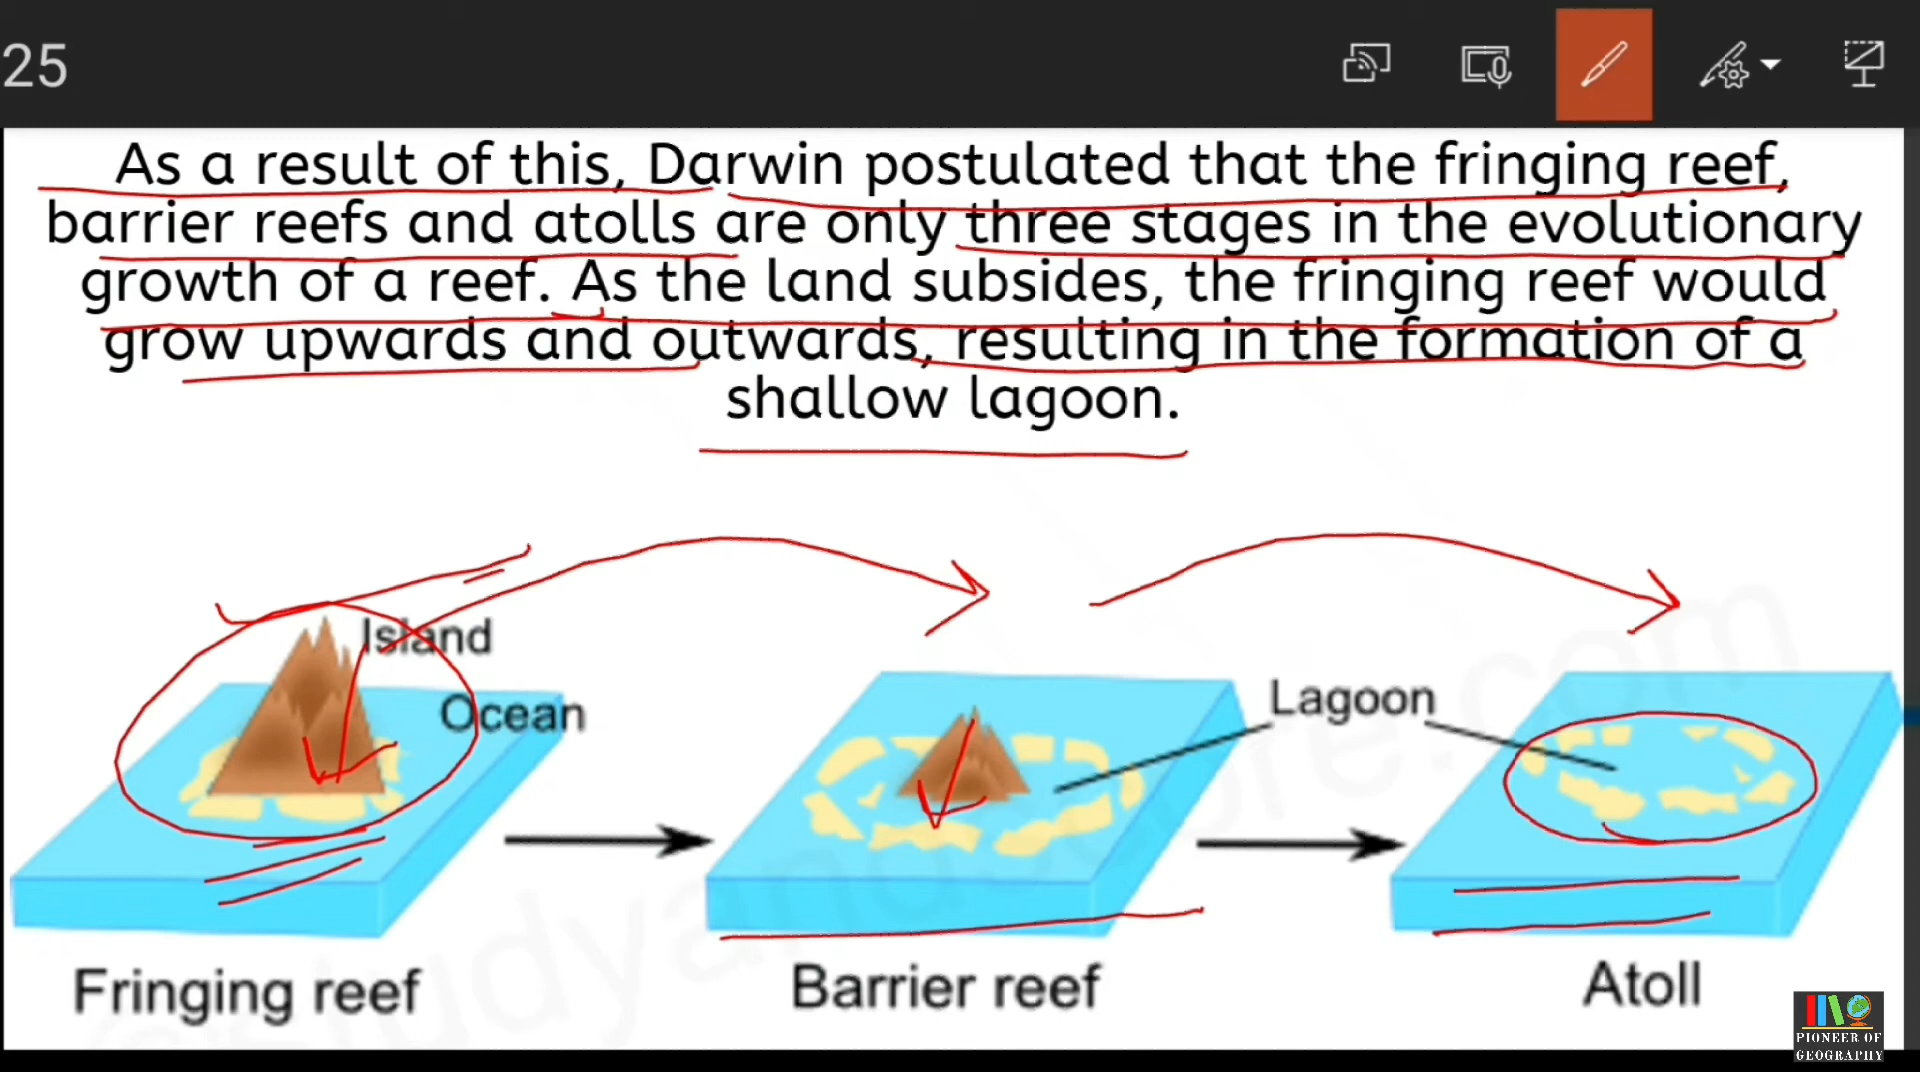 25
As a result of this, Darwin postulated that the fringing reef,
barrier reefs and atolls are only three stages in the evolutionary
growth of a reef. As the land subsides, the fringing reef would
grow upwards and outwards, resulting in the formation of a
shallow lagoon.
Island
Ocean
Lagoon
Fringing reef
Barrier reef
Atoll
PIONEER OF
GEOGRAPHY